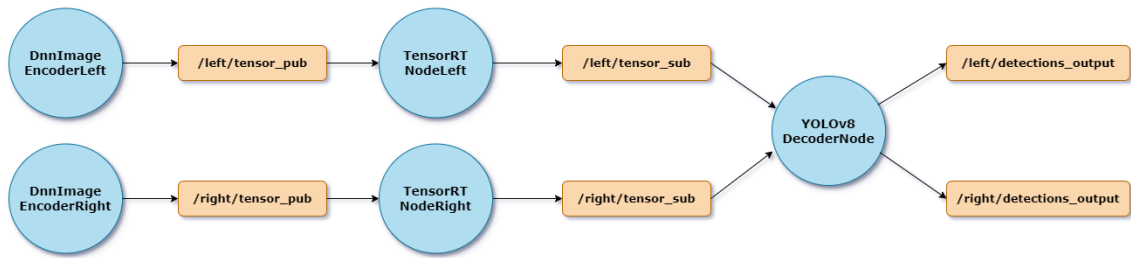 DnnImage
EncoderLeft
/left/tensor_pub
TensorRT
NodeLeft
/left/tensor_sub
/left/detections_output
YOLOv8
DecoderNode
DnnImage
EncoderRight
/right/tensor_pub
TensorRT
NodeRight
/right/tensor_sub
/right/detections_output